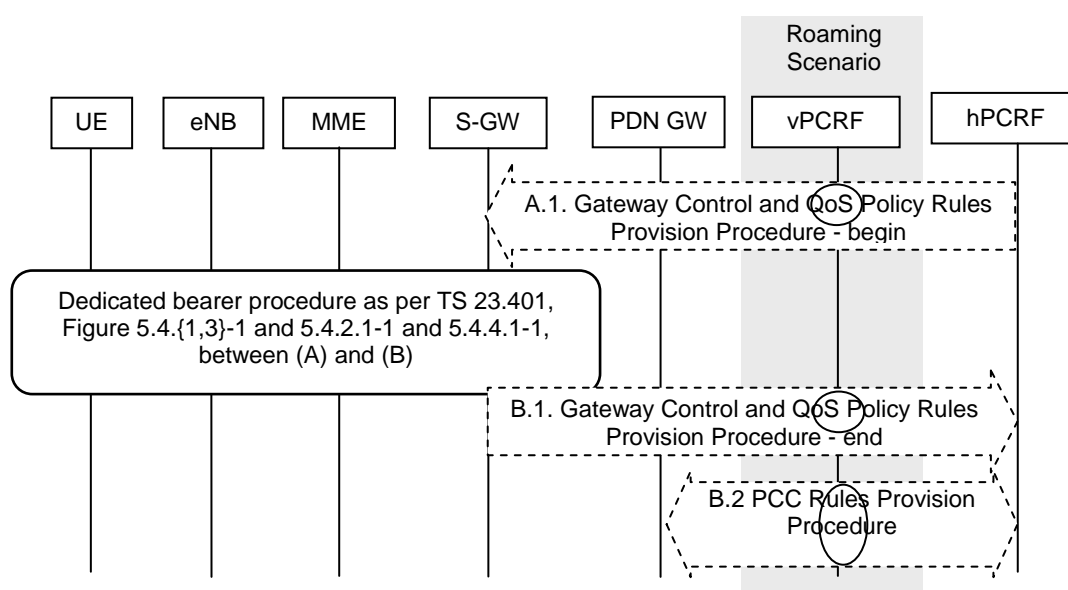 Roaming
Scenario
UE
eNB
MME
S-GW
PDN GW
vPCRF
hPCRF
A.1. Gateway Control and QoS Policy Rules
Provision Procedure - begin
Dedicated bearer procedure as per TS 23.401,
Figure 5.4.{1,3}-1 and 5.4.2.1-1 and 5.4.4.1-1,
between (A) and (B)
B.1. Gateway Control and QoS Policy Rules
Provision Procedure - end
B.2 PCC Rules Provision
Procedure